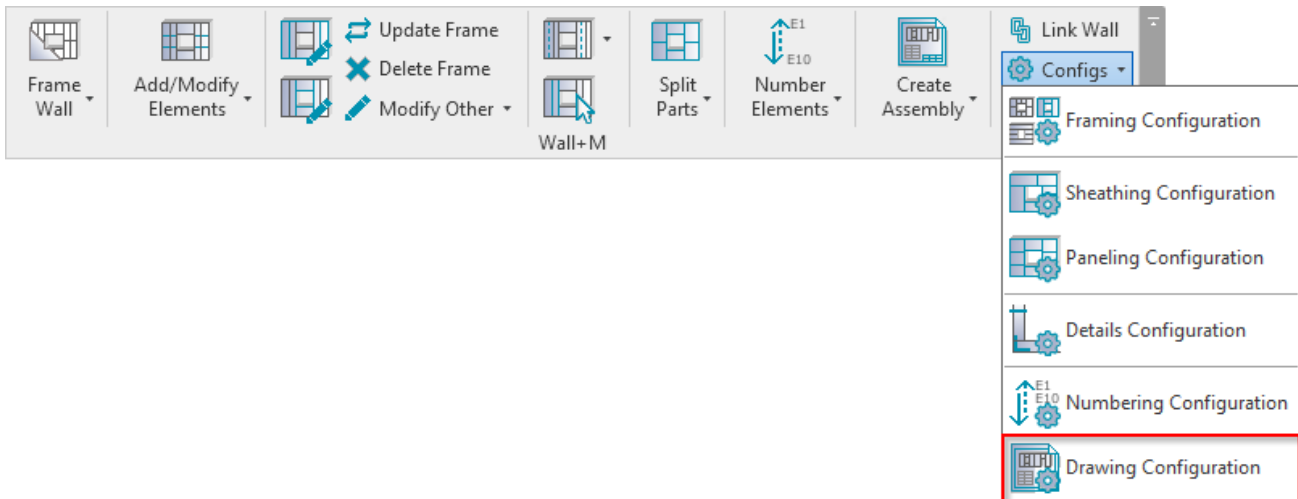 Frame
Wall
Add/Modify
Elements
Update Frame
Delete Frame
Modify Other
Wall+M
Split
Parts
E1
E10
Number
Elements
Create
Assembly
Link Wall
Configs
Framing Configuration
Sheathing Configuration
Paneling Configuration
Details Configuration
E1
E10
Numbering Configuration
Drawing Configuration